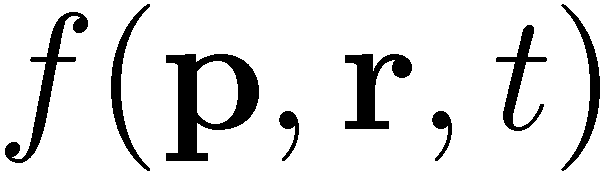 f(p, r, t)